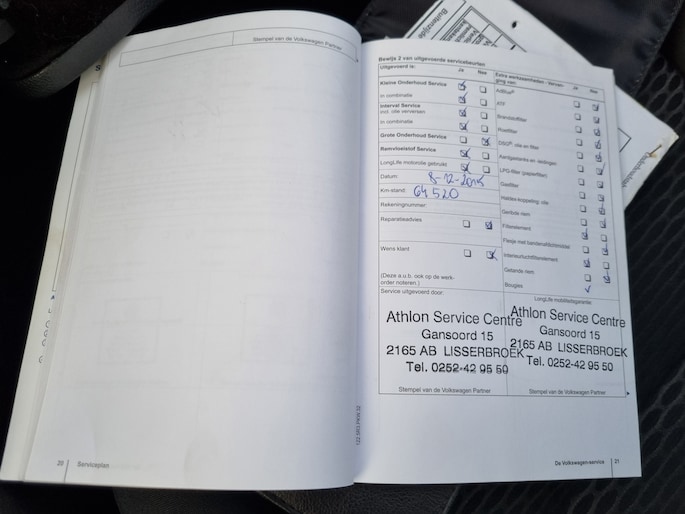 Stempel van de Volkswagen Partner
20 Serviceplan
Bewijs 2 van uitgevoerde servicebeurten
Uitgevoerd is: Ja Nee
Kleine Onderhoud Service
in combinatie
Interval Service
incl. olie verversen
in combinatie
Grote Onderhoud Service
Remvloeistof Service
LongLife motorolie gebruikt
Datum: 8-12-2015
Km-stand: 64520
Rekeningnummer:
Reparatieadvies
Wens klant
(Deze a.u.b. ook op de werk-
order noteren.)
Service uitgevoerd door:
Extra werkzaamheden - Vervan-
ging van: Ja Nee
AdBlue®
ATF
Brandstoffilter
Roetfilter
DSG®: olie en filter
Aardgastanks en -leidingen
LPG-filter (papierfilter)
Gasfilter
Haldex-koppeling: olie
Geribde riem
Filterelement
Flesje met bandenafdichtmiddel
Interieurluchtfilterelement
Getande riem
Bougies
LongLife mobiliteitsgarantie:
Athlon Service Centre
Gansoord 15
2165 AB LISSERBROEK
Tel. 0252-42 95 50
Stempel van de Volkswagen Partner
Athlon Service Centre
Gansoord 15
2165 AB LISSERBROEK
Tel. 0252-42 95 50
Stempel van de Volkswagen Partner
De Volkswagen-service 21